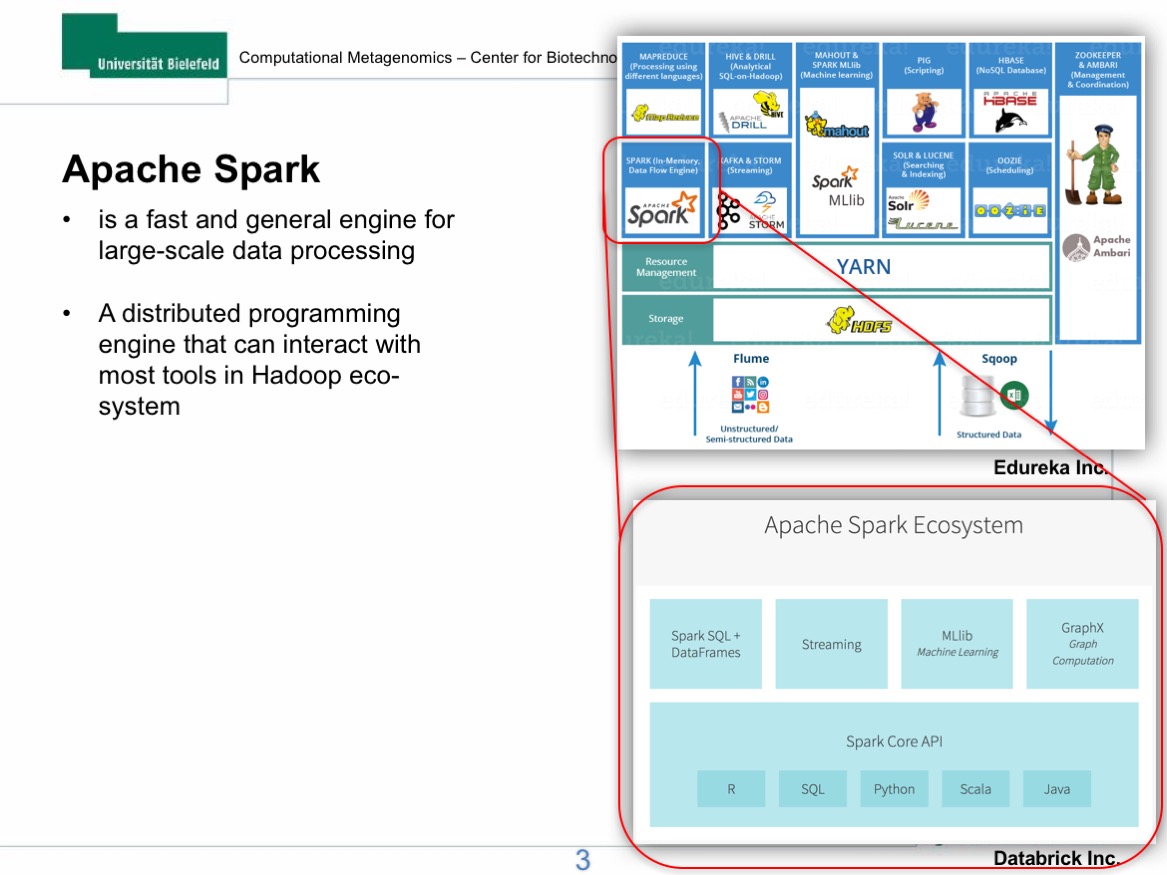 Universität Bielefeld
Computational Metagenomics – Center for Biotechno
Apache Spark
• is a fast and general engine for
large-scale data processing
• A distributed programming
engine that can interact with
most tools in Hadoop eco-
system
MAPREDUCE
(Processing using
different languages)
Map Reduce
HIVE & DRILL
(Analytical
SQL-on-Hadoop)
HIVE
APACHE
DRILL
MAHOUT &
SPARK MLlib
(Machine learning)
mahout
Spark
MLlib
PIG
(Scripting)
HBASE
(NoSQL Database)
APACHE
HBASE
ZOOKEEPER
& AMBARI
(Management
& Coordination)
Apache
Ambari
SPARK (In-Memory,
Data Flow Engine)
APACHE
Spark
KAFKA & STORM
(Streaming)
APACHE
STORM
SOLR & LUCENE
(Searching
& Indexing)
Apache
Solr
Lucene
OOZIE
(Scheduling)
OOZIE
Resource
Management
YARN
Storage
HDFS
Flume
Unstructured/
Semi-structured Data
Sqoop
Structured Data
Edureka Inc.
Apache Spark Ecosystem
Spark SQL +
DataFrames
Streaming
MLlib
Machine Learning
GraphX
Graph
Computation
Spark Core API
R SQL Python Scala Java
3
Databrick Inc.